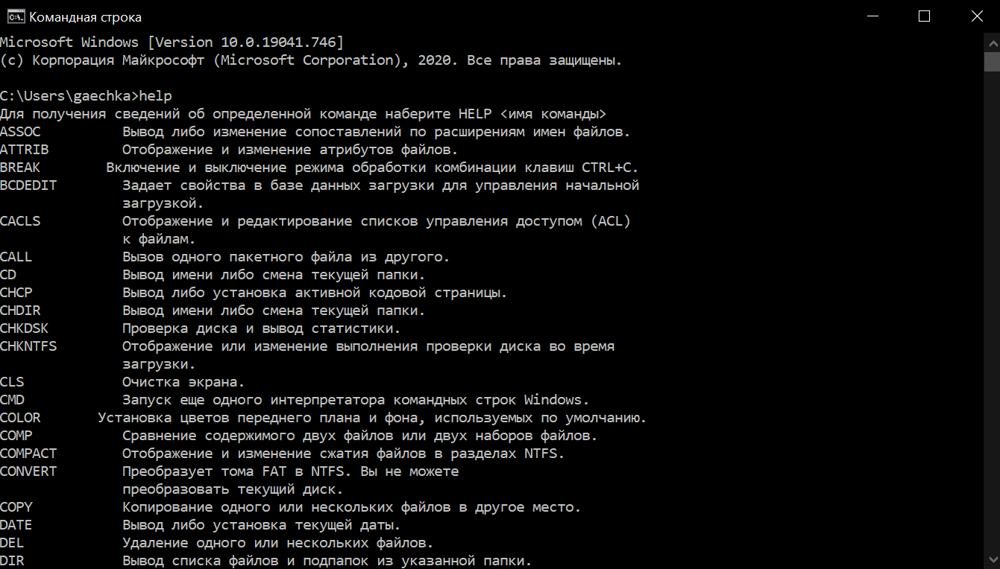 Командная строка
Microsoft Windows [Version 10.0.19041.746]
(c) Корпорация Майкрософт (Microsoft Corporation), 2020. Все права защищены.
C:\Users\gaechka>help
Для получения сведений об определенной команде наберите HELP <имя команды>
ASSOC          Вывод либо изменение сопоставлений по расширениям имен файлов.
ATTRIB         Отображение и изменение атрибутов файлов.
BREAK        Включение и выключение режима обработки комбинации клавиш CTRL+C.
BCDEDIT        Задает свойства в базе данных загрузки для управления начальной
               загрузкой.
CACLS          Отображение и редактирование списков управления доступом (ACL)
               к файлам.
CALL           Вызов одного пакетного файла из другого.
CD             Вывод имени либо смена текущей папки.
CHCP           Вывод либо установка активной кодовой страницы.
CHDIR          Вывод имени либо смена текущей папки.
CHKDSK         Проверка диска и вывод статистики.
CHKNTFS        Отображение или изменение выполнения проверки диска во время
               загрузки.
CLS            Очистка экрана.
CMD            Запуск еще одного интерпретатора командных строк Windows.
COLOR       Установка цветов переднего плана и фона, используемых по умолчанию.
COMP           Сравнение содержимого двух файлов или двух наборов файлов.
COMPACT        Отображение и изменение сжатия файлов в разделах NTFS.
CONVERT        Преобразует тома FAT в NTFS. Вы не можете
               преобразовать текущий диск.
COPY           Копирование одного или нескольких файлов в другое место.
DATE           Вывод либо установка текущей даты.
DEL            Удаление одного или нескольких файлов.
DIR            Вывод списка файлов и подпапок из указанной папки.